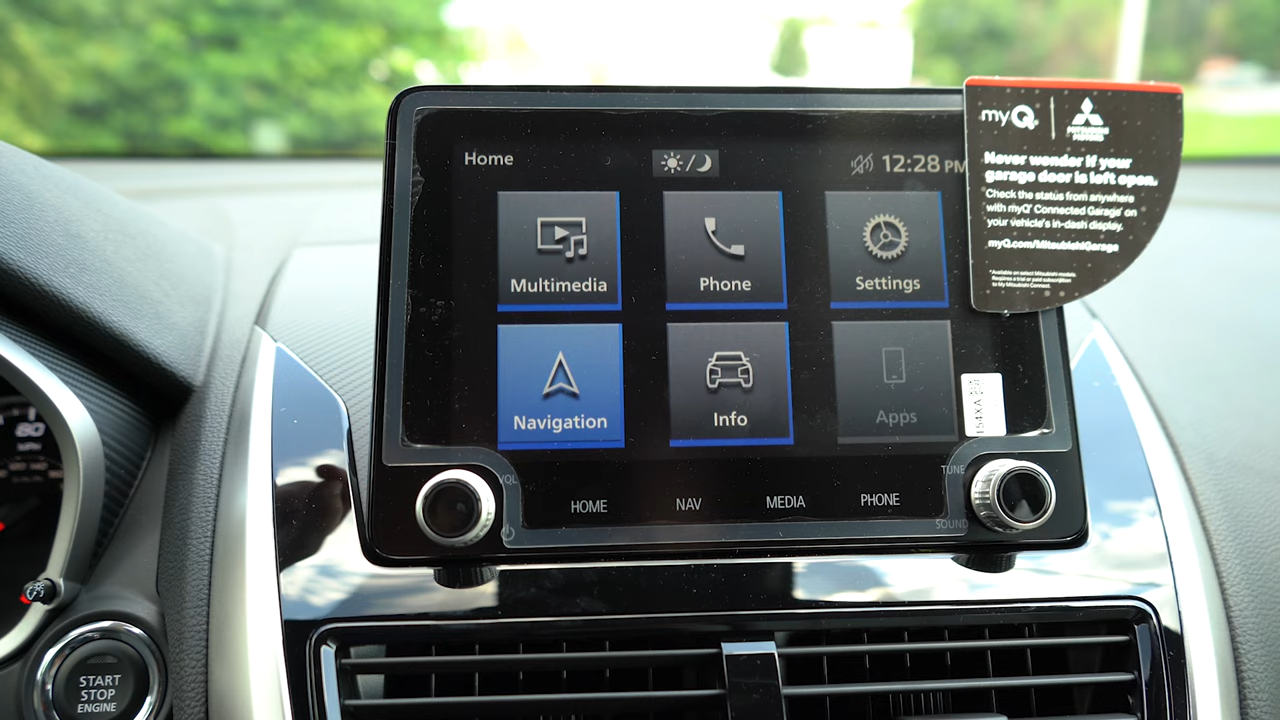 Home
12:28 PM
Multimedia
Phone
Settings
Navigation
Info
Apps
VOL
TUNE
HOME
NAV
MEDIA
PHONE
SOUND
myQ
MITSUBISHI
MOTORS
Never wonder if your
garage door is left open.
Check the status from anywhere
with myQ® Connected Garage* on
your vehicle's in-dash display.
myQ.com/MitsubishiGarage
*Available on select Mitsubishi models.
Requires a trial or paid subscription
to My Mitsubishi Connect.
80
MPH
START
STOP
ENGINE